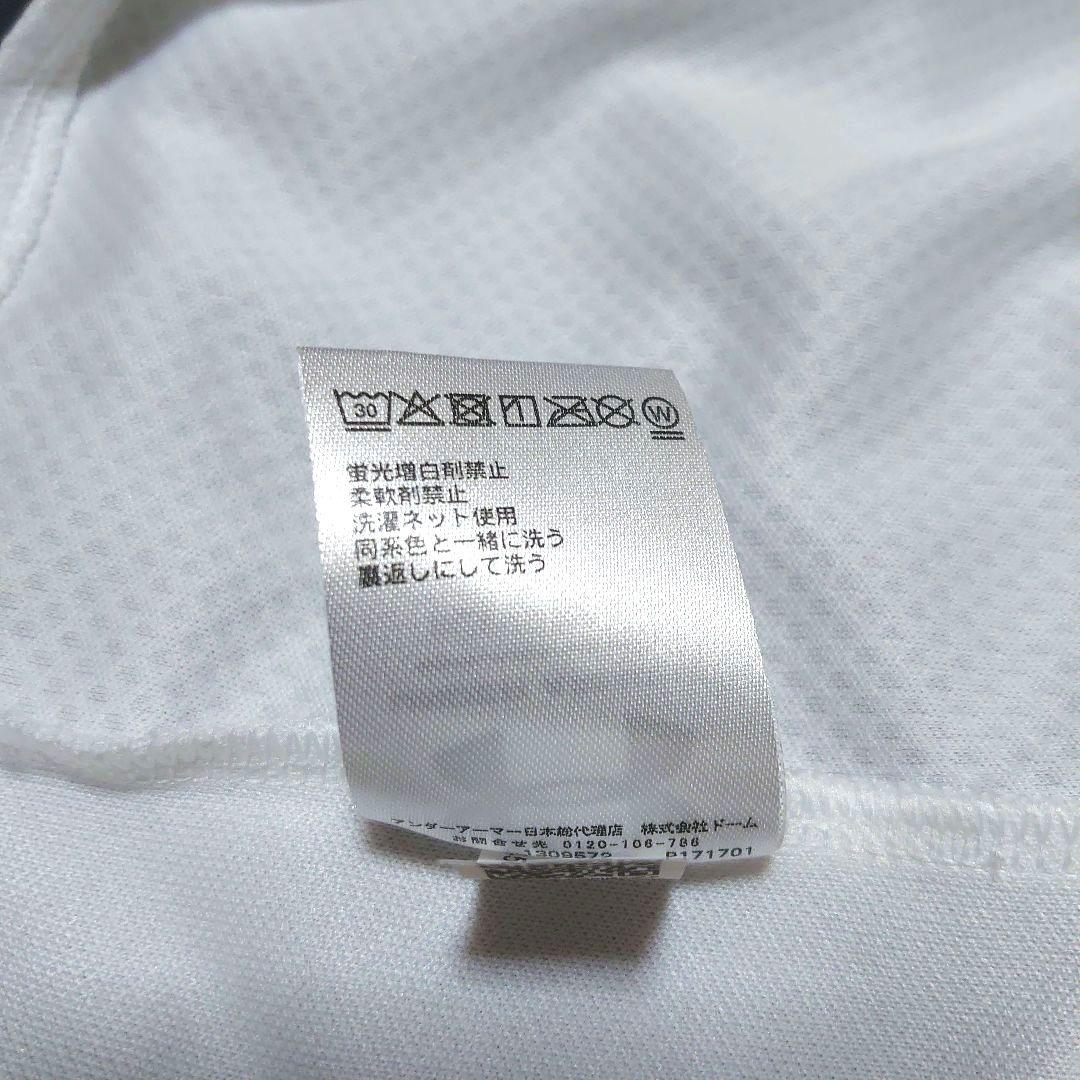 30 W
蛍光増白剤禁止
柔軟剤禁止
洗濯ネット使用
同系色と一緒に洗う
裏返しにして洗う
アンダーアーマー日本総代理店 株式会社ドーム
お問合せ先 0120-106-786
1309572 P171701